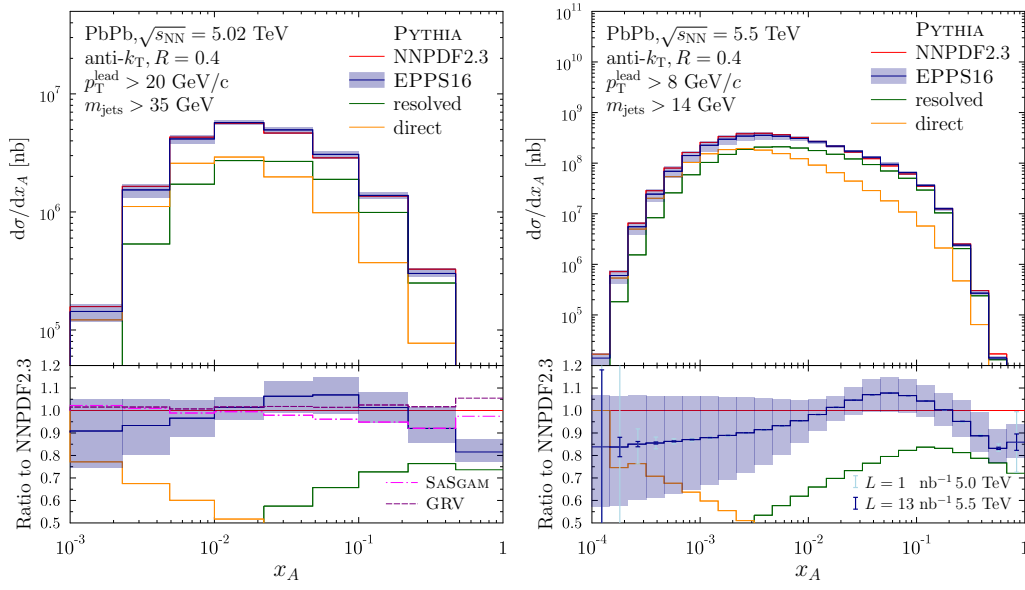 PbPb, √s_NN = 5.02 TeV
anti-k_T, R = 0.4
p_T^lead > 20 GeV/c
m_jets > 35 GeV
PYTHIA
NNPDF2.3
EPPS16
resolved
direct
dσ/dx_A [nb]
10^7
10^6
10^5
Ratio to NNPDF2.3
1.2
1.1
1.0
0.9
0.8
0.7
0.6
0.5
SASGAM
GRV
10^-3
10^-2
10^-1
1
x_A
PbPb, √s_NN = 5.5 TeV
anti-k_T, R = 0.4
p_T^lead > 8 GeV/c
m_jets > 14 GeV
PYTHIA
NNPDF2.3
EPPS16
resolved
direct
dσ/dx_A [nb]
10^11
10^10
10^9
10^8
10^7
10^6
10^5
Ratio to NNPDF2.3
1.2
1.1
1.0
0.9
0.8
0.7
0.6
0.5
L = 1 nb^-1 5.0 TeV
L = 13 nb^-1 5.5 TeV
10^-4
10^-3
10^-2
10^-1
1
x_A